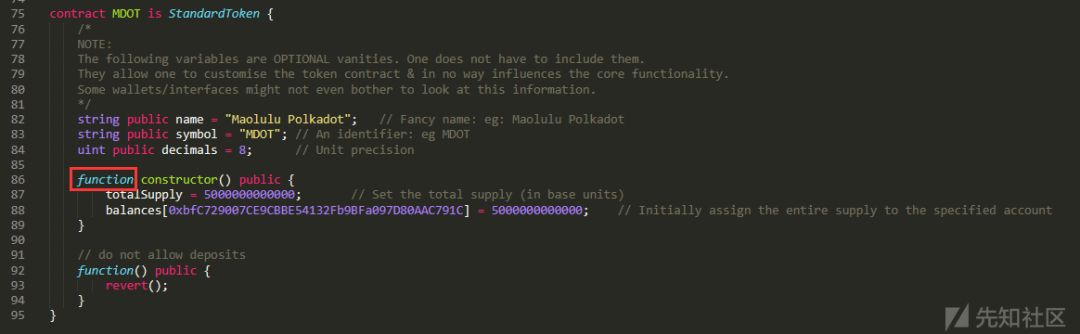 75 contract MDOT is StandardToken {
76 /*
77 NOTE:
78 The following variables are OPTIONAL vanities. One does not have to include them.
79 They allow one to customise the token contract & in no way influences the core functionality.
80 Some wallets/interfaces might not even bother to look at this information.
81 */
82 string public name = "Maolulu Polkadot"; // Fancy name: eg: Maolulu Polkadot
83 string public symbol = "MDOT"; // An identifier: eg MDOT
84 uint public decimals = 8; // Unit precision
85
86 function constructor() public {
87 totalSupply = 5000000000000; // Set the total supply (in base units)
88 balances[0xbfC729007CE9CBBE54132Fb9BFa097D80AAC791C] = 5000000000000; // Initially assign the entire supply to the specified account
89 }
90
91 // do not allow deposits
92 function() public {
93 revert();
94 }
95 }
先知社区